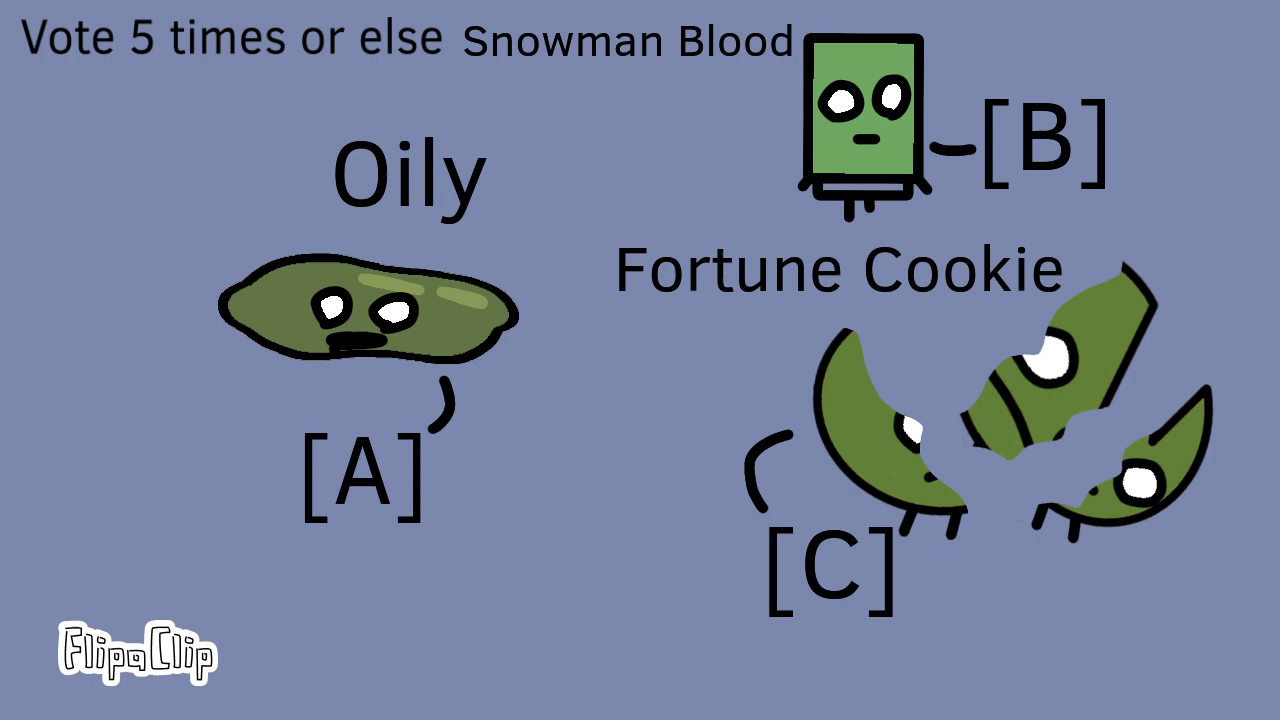 Vote 5 times or else
Snowman Blood
[B]
Oily
Fortune Cookie
[A]
[C]
FlipaClip